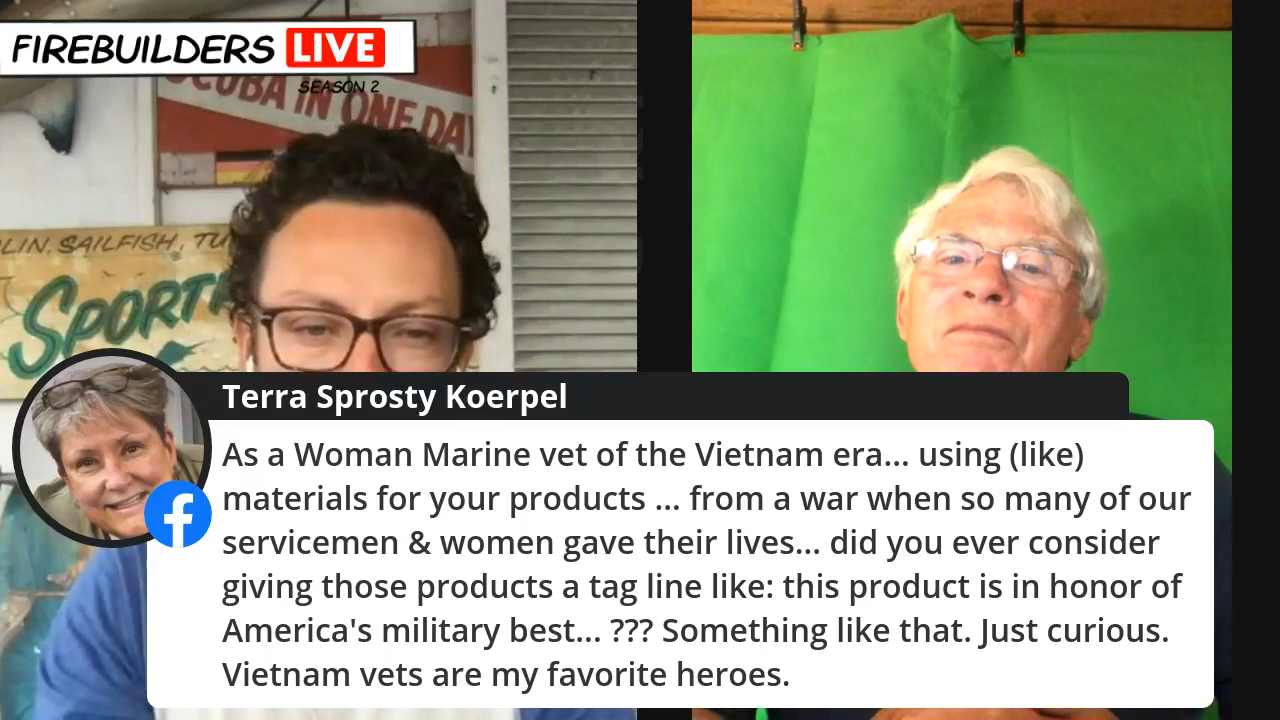 FIREBUILDERS LIVE
SEASON 2
SCUBA IN ONE DAY
LIN, SAILFISH, TU
SPORT
Terra Sprosty Koerpel
As a Woman Marine vet of the Vietnam era... using (like)
materials for your products ... from a war when so many of our
servicemen & women gave their lives... did you ever consider
giving those products a tag line like: this product is in honor of
America's military best... ??? Something like that. Just curious.
Vietnam vets are my favorite heroes.